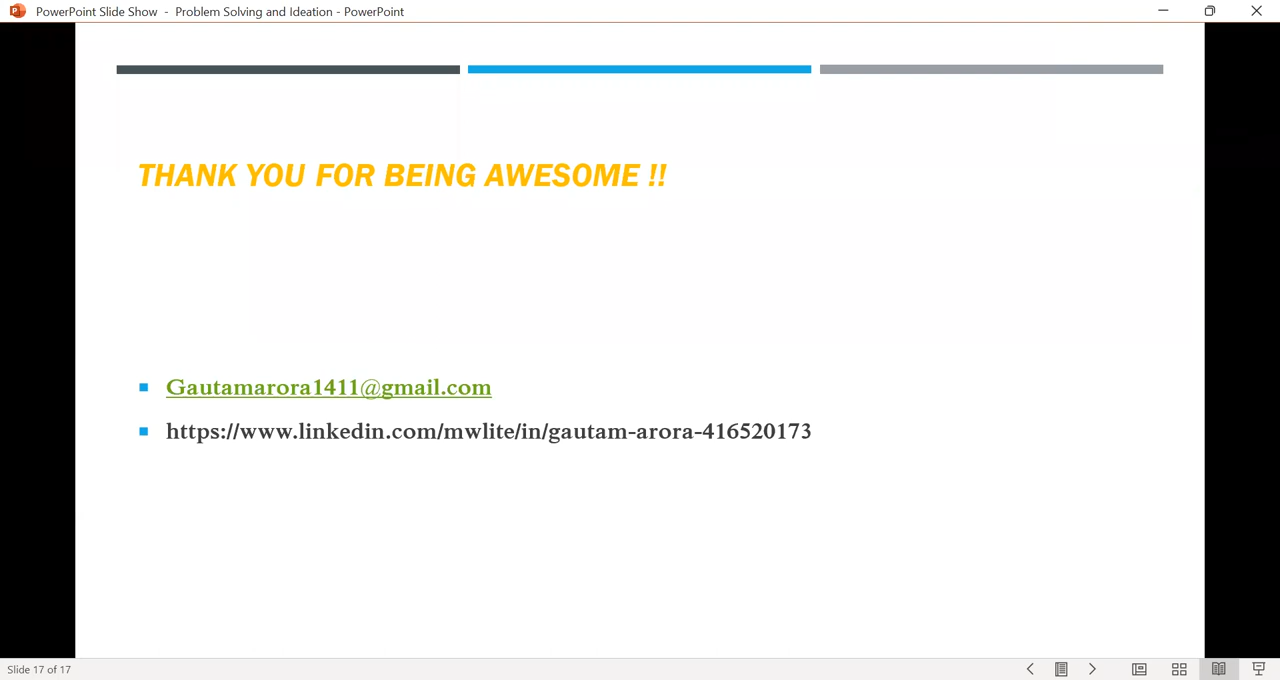 PowerPoint Slide Show - Problem Solving and Ideation - PowerPoint
THANK YOU FOR BEING AWESOME !!
Gautamarora1411@gmail.com
https://www.linkedin.com/mwlite/in/gautam-arora-416520173
Slide 17 of 17